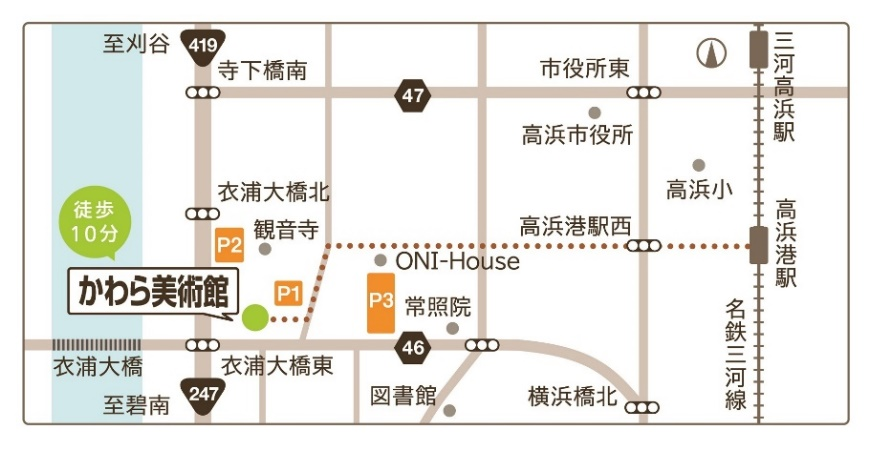 至刈谷
419
寺下橋南
47
市役所東
三河高浜駅
高浜市役所
高浜小
徒歩
10分
衣浦大橋北
P2
観音寺
高浜港駅西
高浜港駅
ONI-House
かわら美術館
P1
P3
常照院
名鉄三河線
衣浦大橋
衣浦大橋東
46
至碧南
247
図書館
横浜橋北